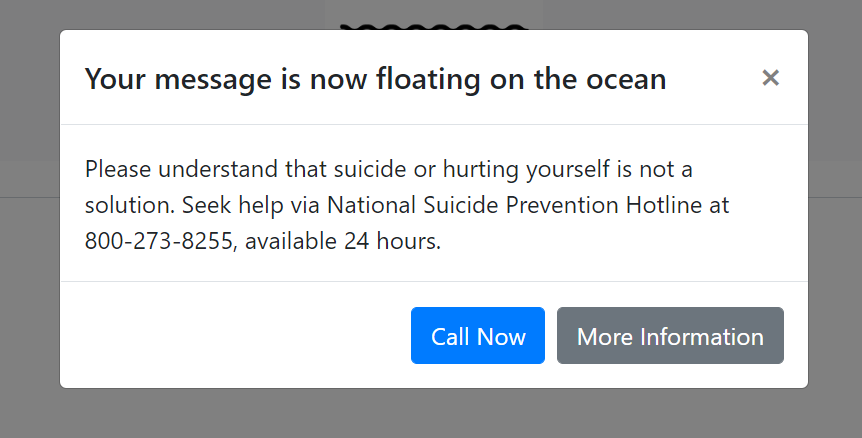 Your message is now floating on the ocean
×
Please understand that suicide or hurting yourself is not a
solution. Seek help via National Suicide Prevention Hotline at
800-273-8255, available 24 hours.
Call Now
More Information